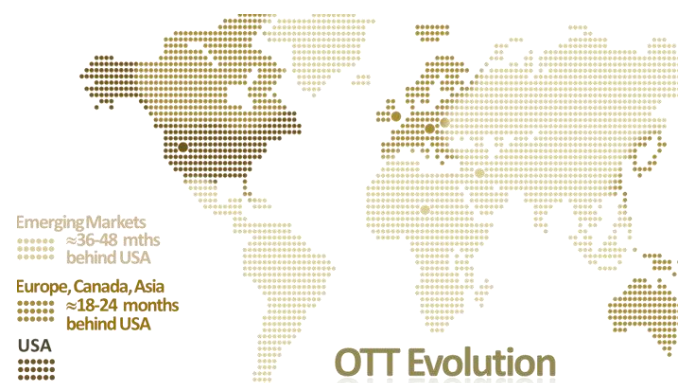 Emerging Markets
≈36-48 mths
behind USA
Europe, Canada, Asia
≈18-24 months
behind USA
USA
OTT Evolution